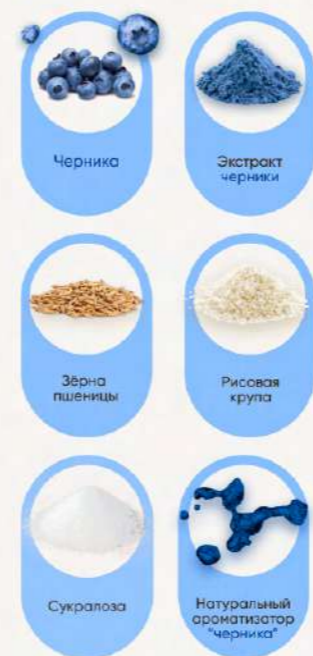 Черника
Экстракт
черники
Зёрна
пшеницы
Рисовая
крупа
Сукралоза
Натуральный
ароматизатор
"черника"